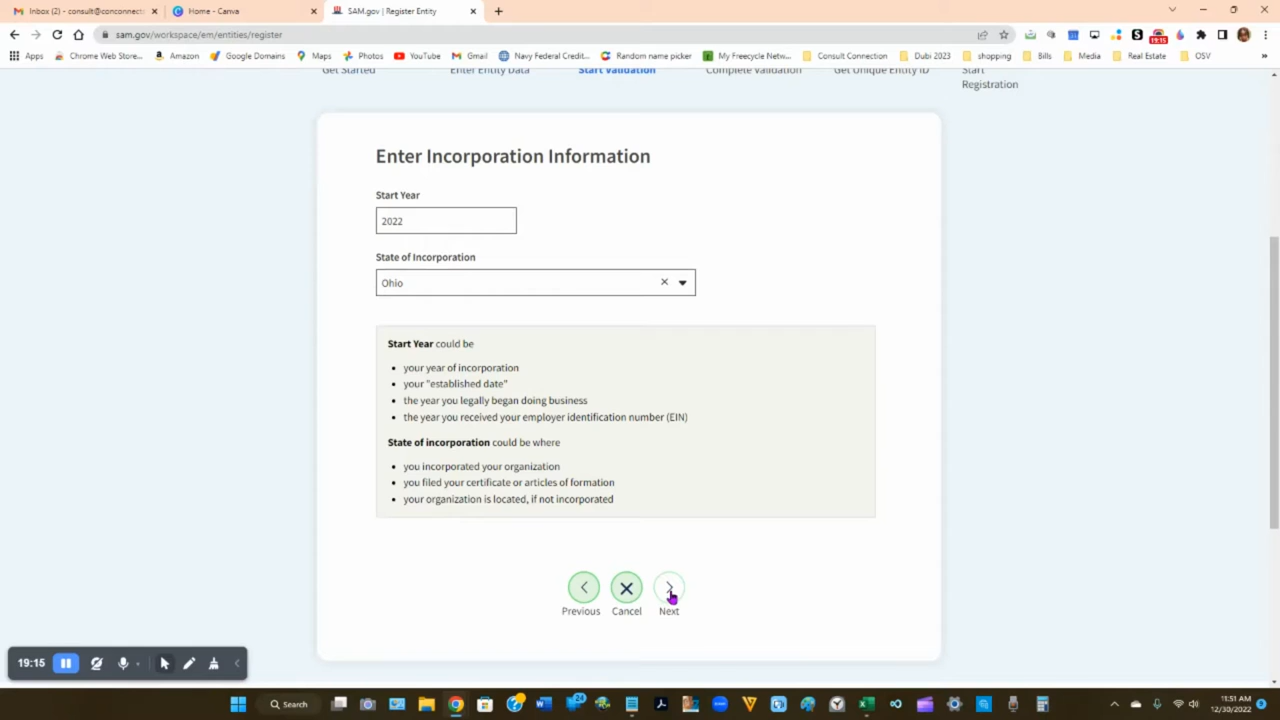 Inbox (2) - consult@conconnect
Home - Canva
SAM.gov | Register Entity
sam.gov/workspace/em/entities/register
19:15
Apps
Chrome Web Store...
Amazon
Google Domains
Maps
Photos
YouTube
Gmail
Navy Federal Credit...
Random name picker
My Freecycle Netw...
Consult Connection
Dubi 2023
shopping
Bills
Media
Real Estate
OSV
»
Get Started
Enter Entity Data
Start Validation
Complete Validation
Get Unique Entity ID
Start
Registration
Enter Incorporation Information
Start Year
2022
State of Incorporation
Ohio
Start Year could be
• your year of incorporation
• your "established date"
• the year you legally began doing business
• the year you received your employer identification number (EIN)
State of incorporation could be where
• you incorporated your organization
• you filed your certificate or articles of formation
• your organization is located, if not incorporated
Previous
Cancel
Next
19:15
Search
24
11:51 AM
12/30/2022